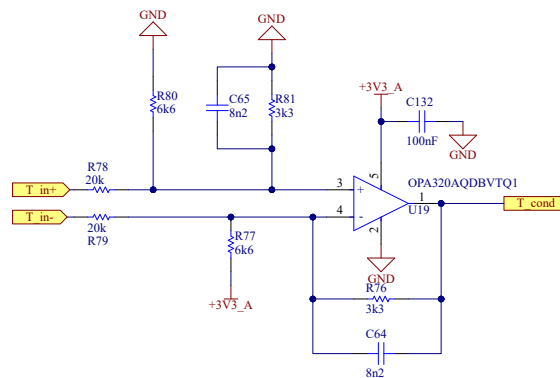 GND
GND
R80
6k6
C65
8n2
R81
3k3
+3V3_A
C132
100nF
GND
R78
20k
T_in+
3
+
5
OPA320AQDBVTQ1
1
U19
T_cond
T_in-
20k
R79
4
-
2
R77
6k6
+3V3_A
GND
R76
3k3
C64
8n2